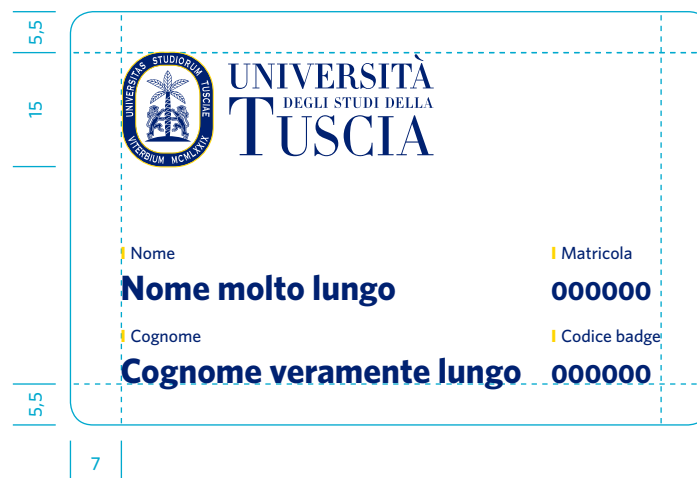 5,5
15
5,5
7
UNIVERSITAS STUDIORUM TUSCIAE
VITERBIUM MCMLXXIX
UNIVERSITÀ
DEGLI STUDI DELLA
TUSCIA
Nome
Matricola
Nome molto lungo
000000
Cognome
Codice badge
Cognome veramente lungo
000000